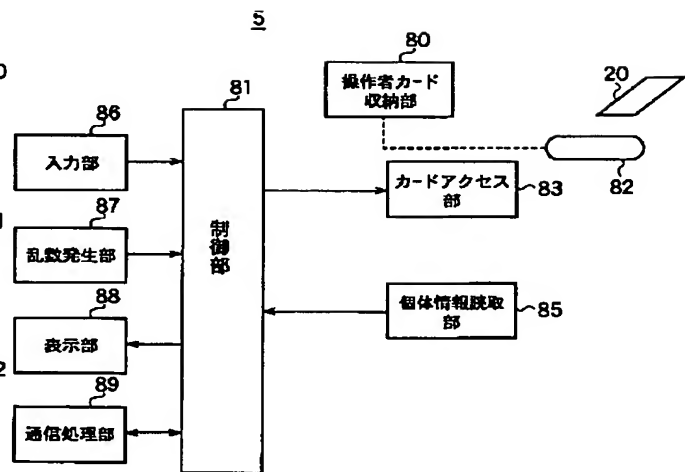 5
80
操作者カード
収納部
20
81
86
入力部
82
カードアクセス
部
83
87
乱数発生部
制御部
88
表示部
個体情報読取
部
85
89
通信処理部